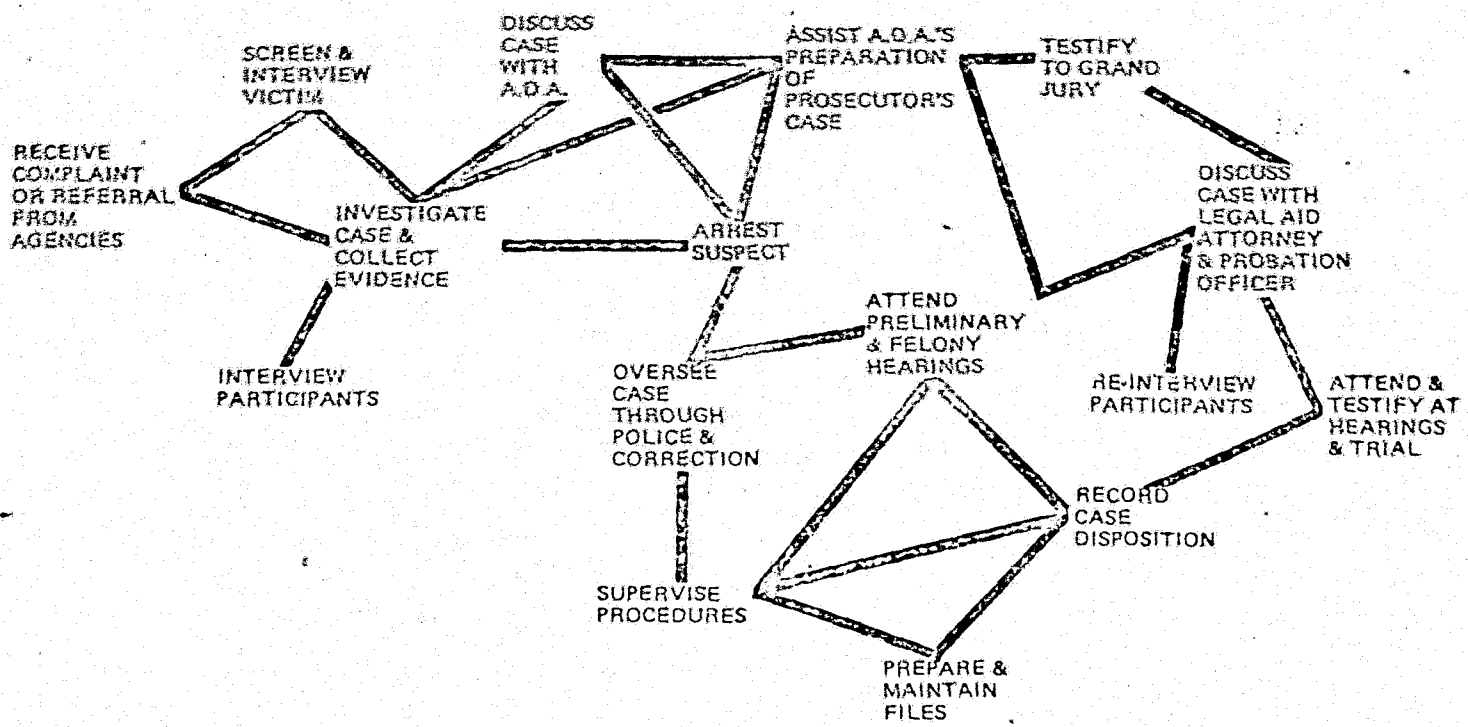 DISCUSS
CASE
WITH
A.D.A.
ASSIST A.D.A.'S
PREPARATION
OF
PROSECUTOR'S
CASE
TESTIFY
TO GRAND
JURY
SCREEN &
INTERVIEW
VICTIM
RECEIVE
COMPLAINT
OR REFERRAL
FROM
AGENCIES
INVESTIGATE
CASE &
COLLECT
EVIDENCE
ARREST
SUSPECT
DISCUSS
CASE WITH
LEGAL AID
ATTORNEY
& PROBATION
OFFICER
INTERVIEW
PARTICIPANTS
OVERSEE
CASE
THROUGH
POLICE &
CORRECTION
ATTEND
PRELIMINARY
& FELONY
HEARINGS
RE-INTERVIEW
PARTICIPANTS
ATTEND &
TESTIFY AT
HEARINGS
& TRIAL
RECORD
CASE
DISPOSITION
SUPERVISE
PROCEDURES
PREPARE &
MAINTAIN
FILES